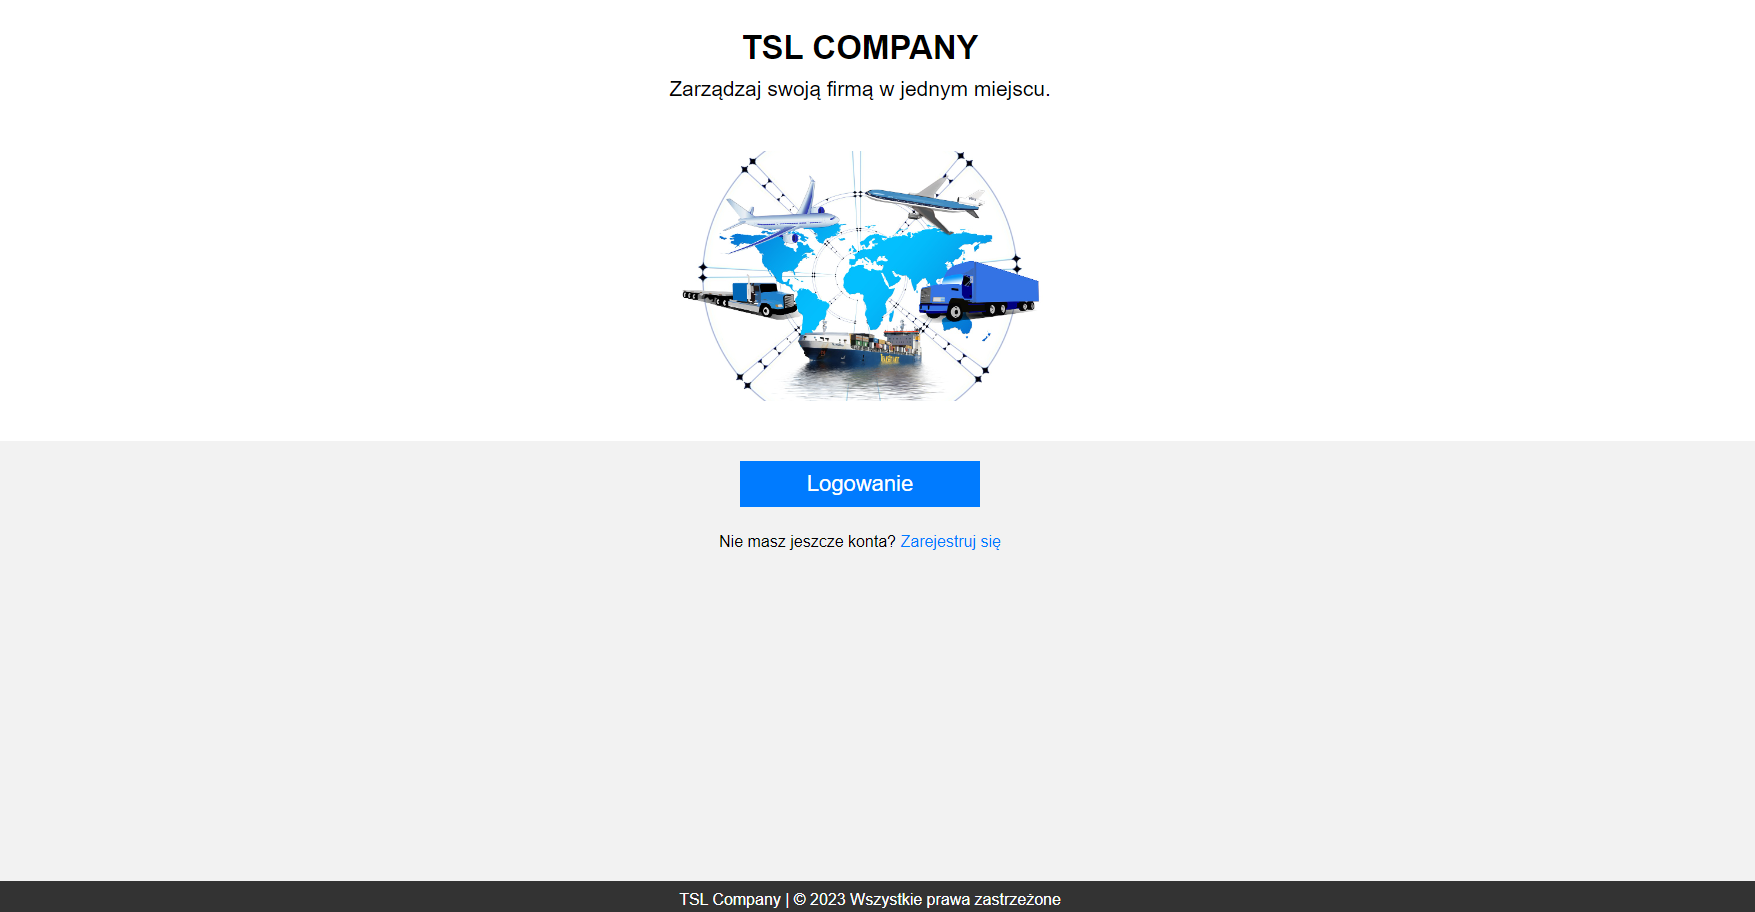 TSL COMPANY
Zarządzaj swoją firmą w jednym miejscu.
Logowanie
Nie masz jeszcze konta? Zarejestruj się
TSL Company | © 2023 Wszystkie prawa zastrzeżone